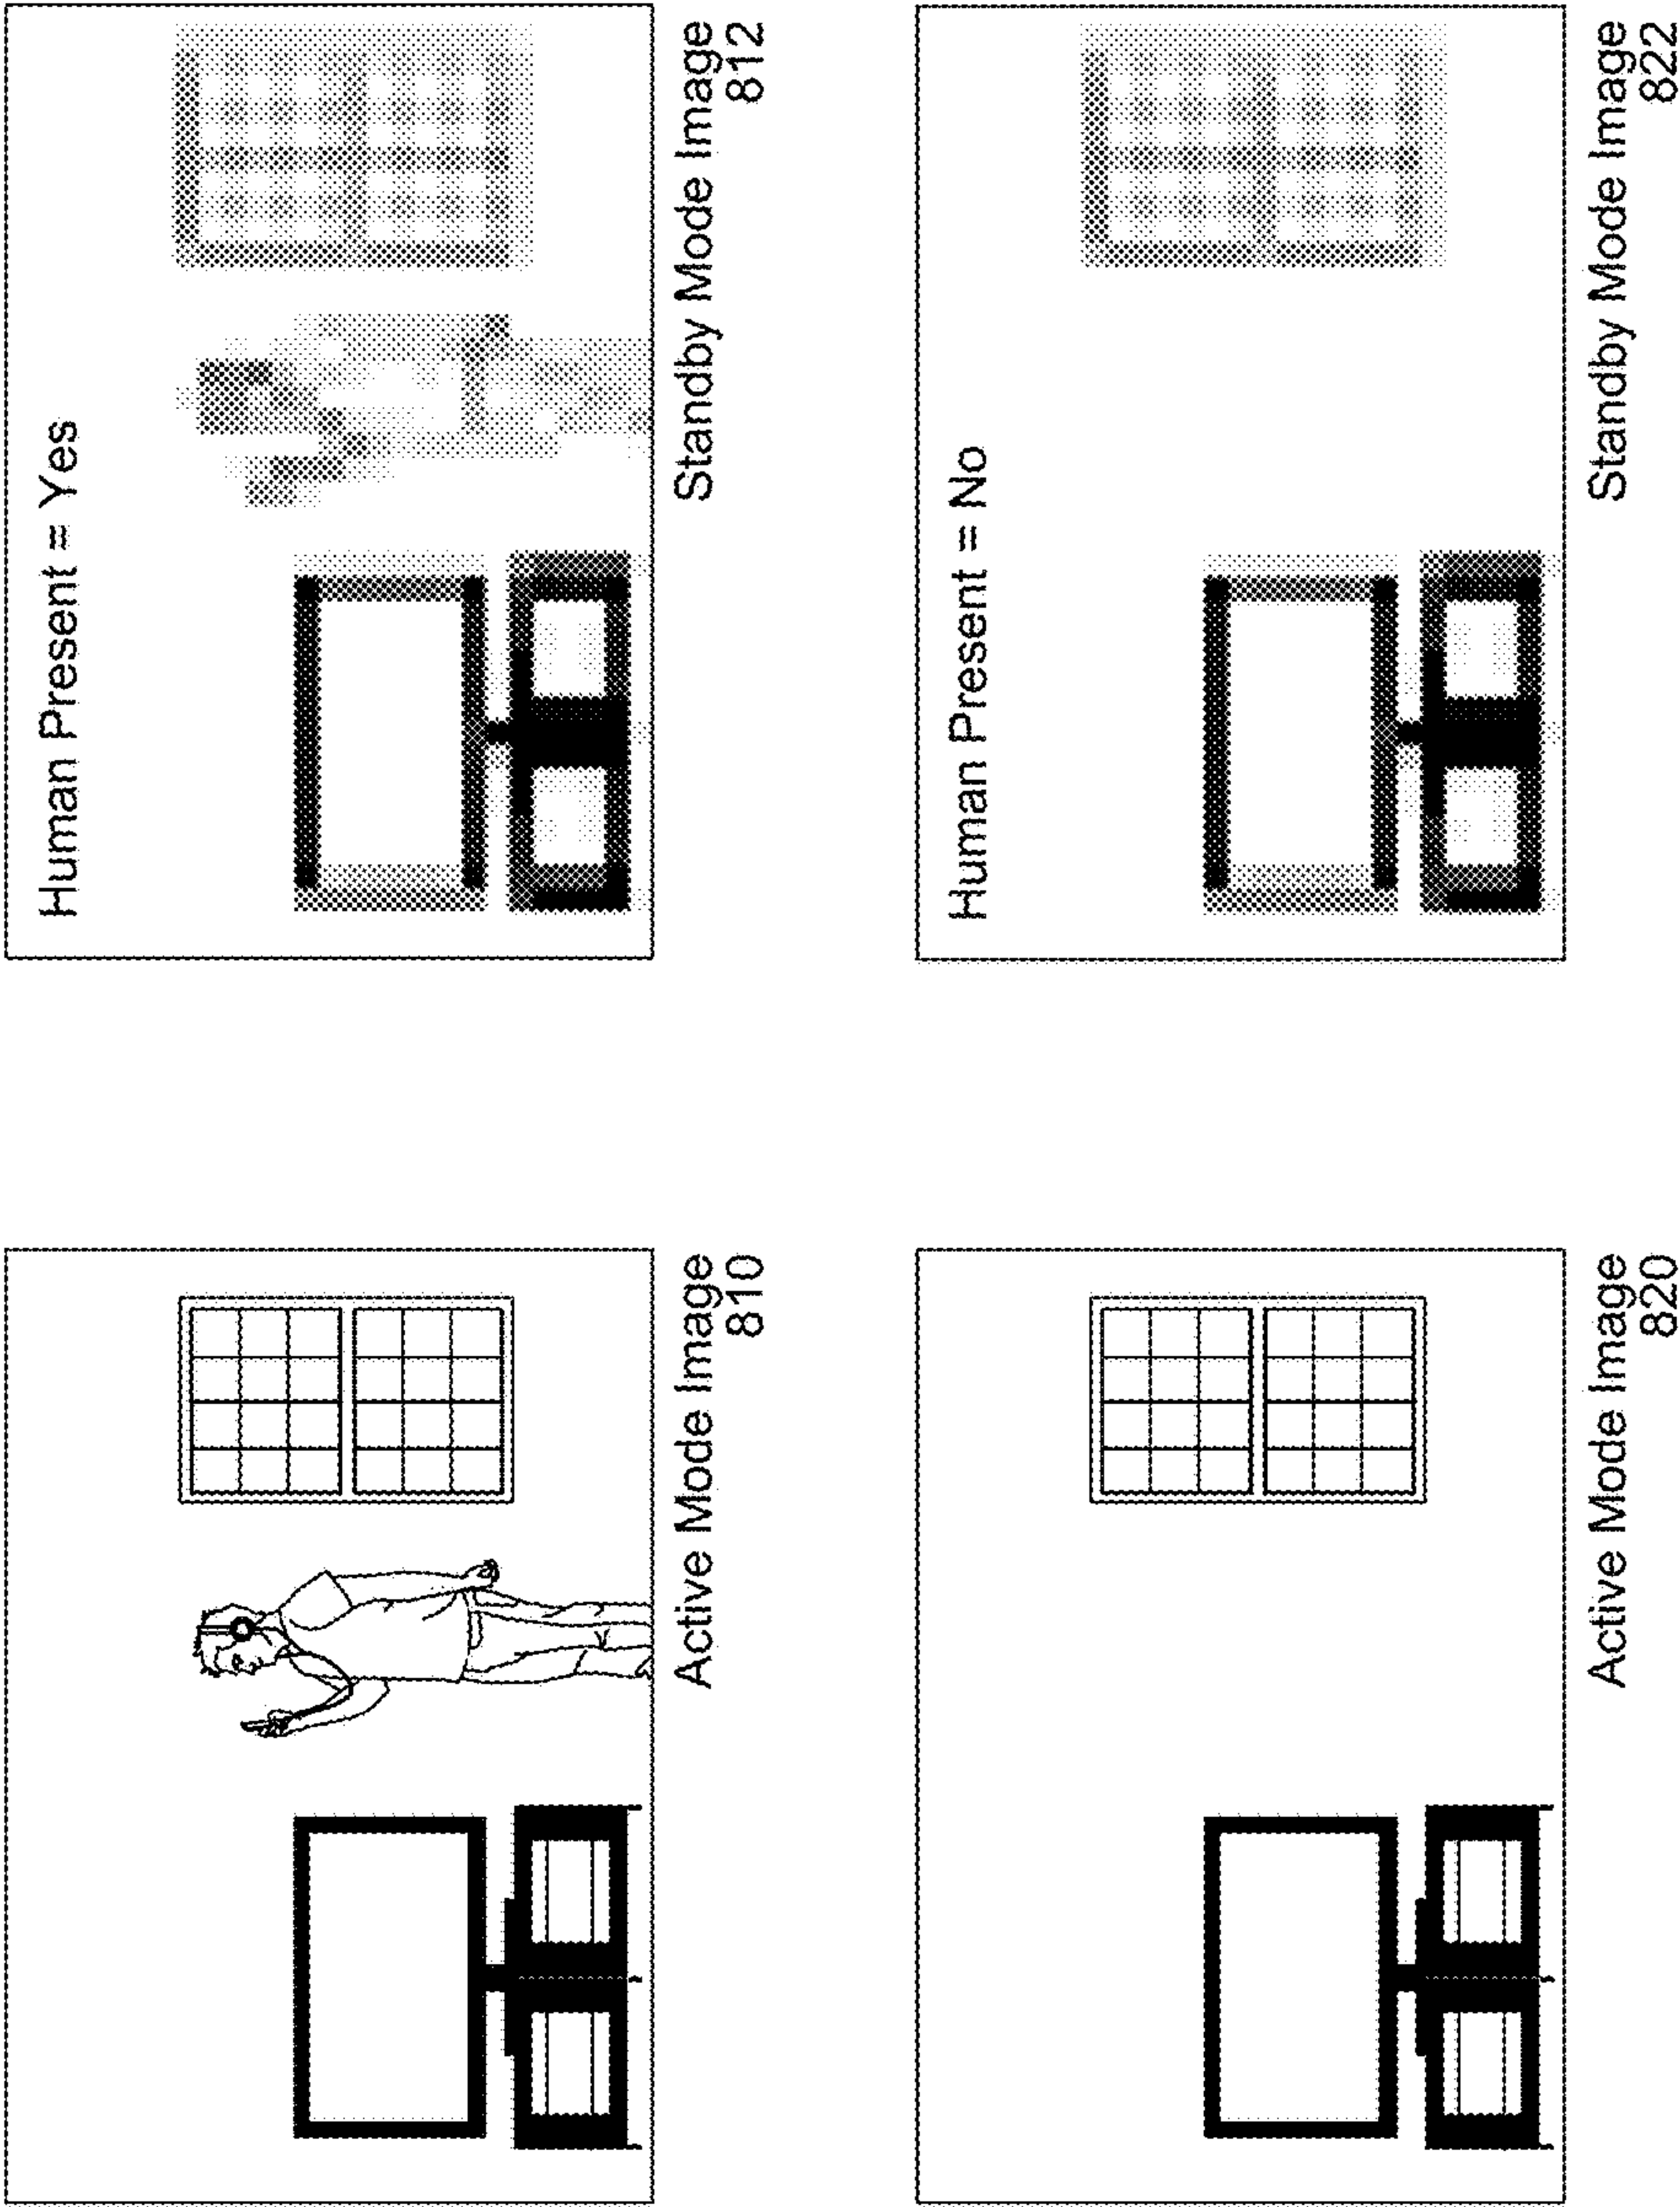 Active Mode Image
810
Human Present = Yes
Standby Mode Image
812
Active Mode Image
820
Human Present = No
Standby Mode Image
822